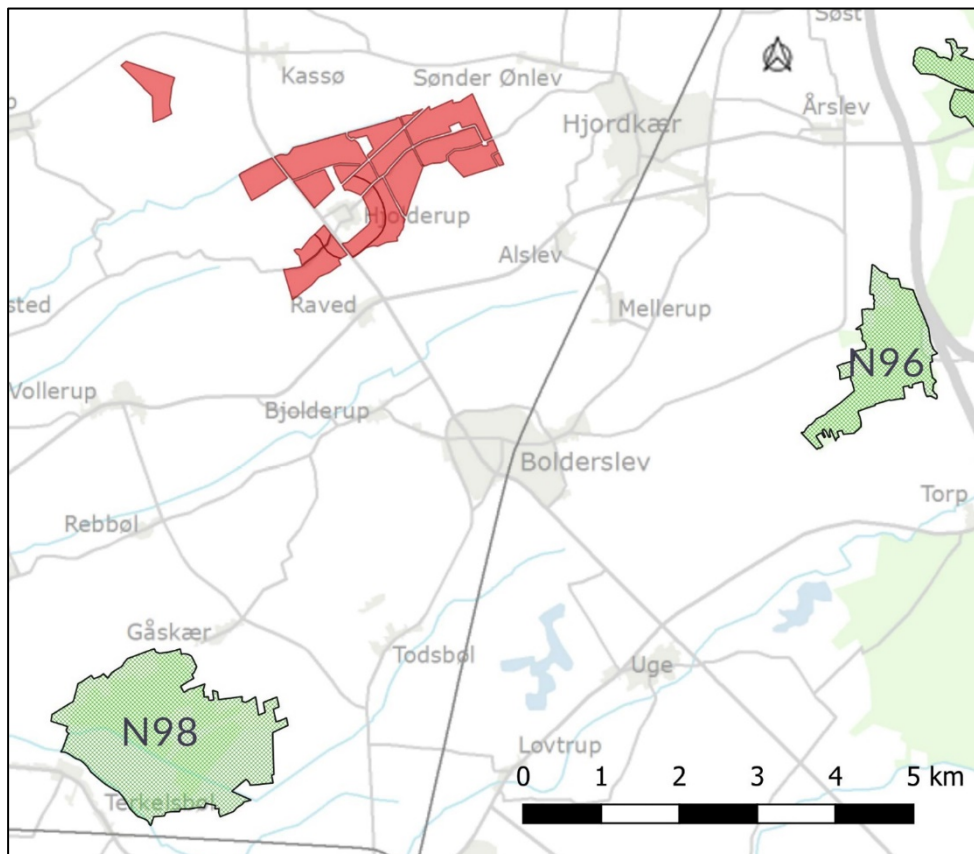 Søst
Kassø
Sønder Ønlev
Årslev
Hjordkær
Hjolderup
Alslev
sted
Raved
Mellerup
N96
Vollerup
Bjolderup
Bolderslev
Torp
Rebbøl
Gåskær
Todsbøl
Uge
N98
Lovtrup
Terkelsbøl
0 1 2 3 4 5 km